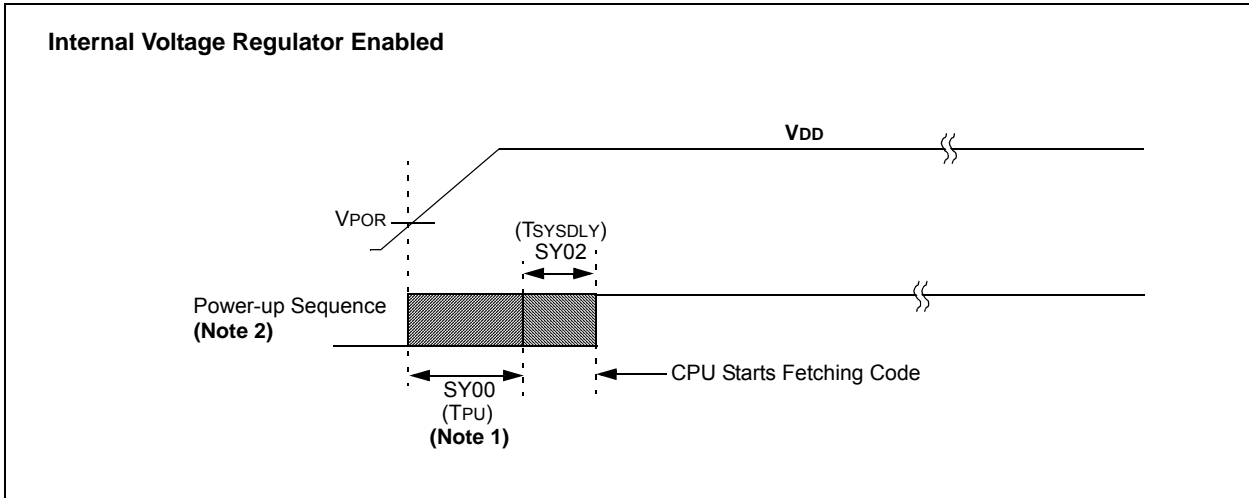 Internal Voltage Regulator Enabled
VDD
VPOR
(TSYSDLY)
SY02
Power-up Sequence
(Note 2)
CPU Starts Fetching Code
SY00
(TPU)
(Note 1)